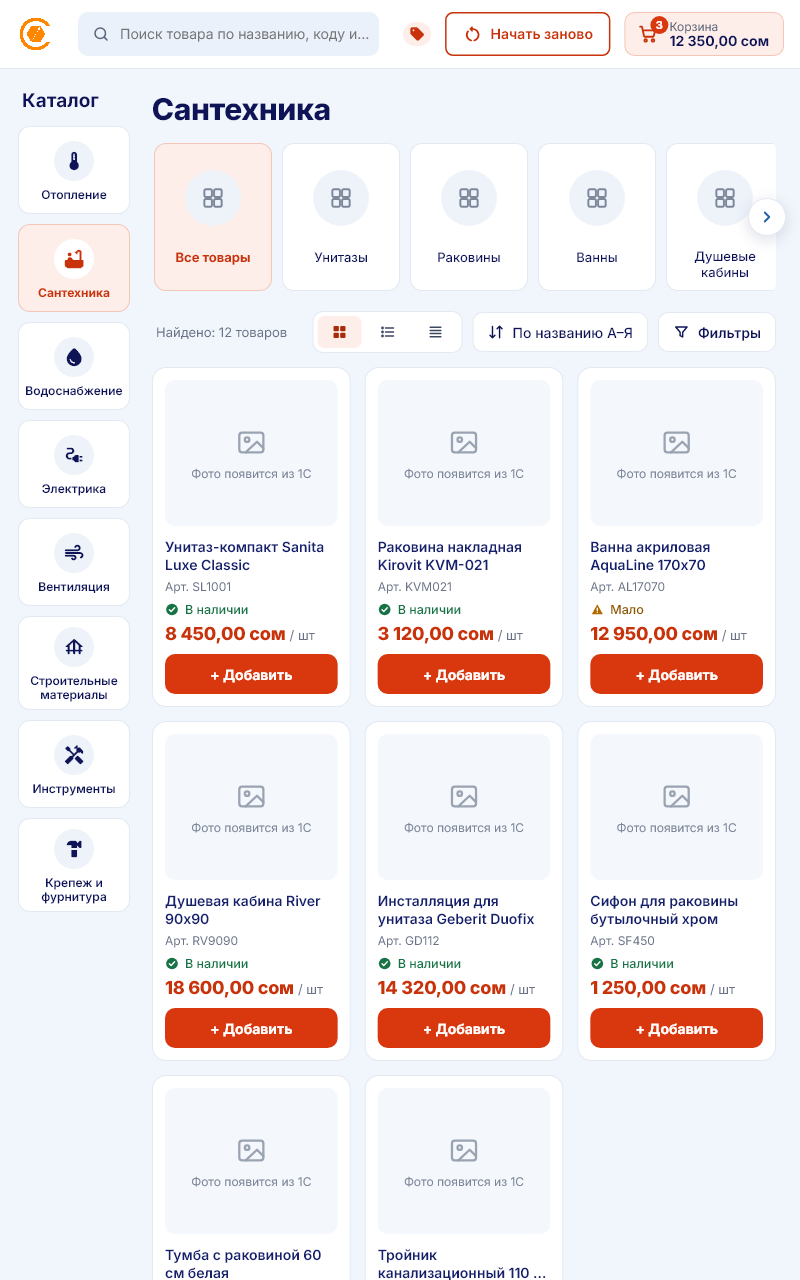 Поиск товара по названию, коду и...
Начать заново
3
Корзина
12 350,00 сом
Каталог
Отопление
Сантехника
Водоснабжение
Электрика
Вентиляция
Строительные
материалы
Инструменты
Крепеж и
фурнитура
Сантехника
Все товары
Унитазы
Раковины
Ванны
Душевые
кабины
Найдено: 12 товаров
По названию А–Я
Фильтры
Фото появится из 1С
Унитаз-компакт Sanita
Luxe Classic
Арт. SL1001
В наличии
8 450,00 сом / шт
+ Добавить
Фото появится из 1С
Раковина накладная
Kirovit KVM-021
Арт. KVM021
В наличии
3 120,00 сом / шт
+ Добавить
Фото появится из 1С
Ванна акриловая
AquaLine 170x70
Арт. AL17070
Мало
12 950,00 сом / шт
+ Добавить
Фото появится из 1С
Душевая кабина River
90x90
Арт. RV9090
В наличии
18 600,00 сом / шт
+ Добавить
Фото появится из 1С
Инсталляция для
унитаза Geberit Duofix
Арт. GD112
В наличии
14 320,00 сом / шт
+ Добавить
Фото появится из 1С
Сифон для раковины
бутылочный хром
Арт. SF450
В наличии
1 250,00 сом / шт
+ Добавить
Фото появится из 1С
Тумба с раковиной 60
см белая
Фото появится из 1С
Тройник
канализационный 110 ...